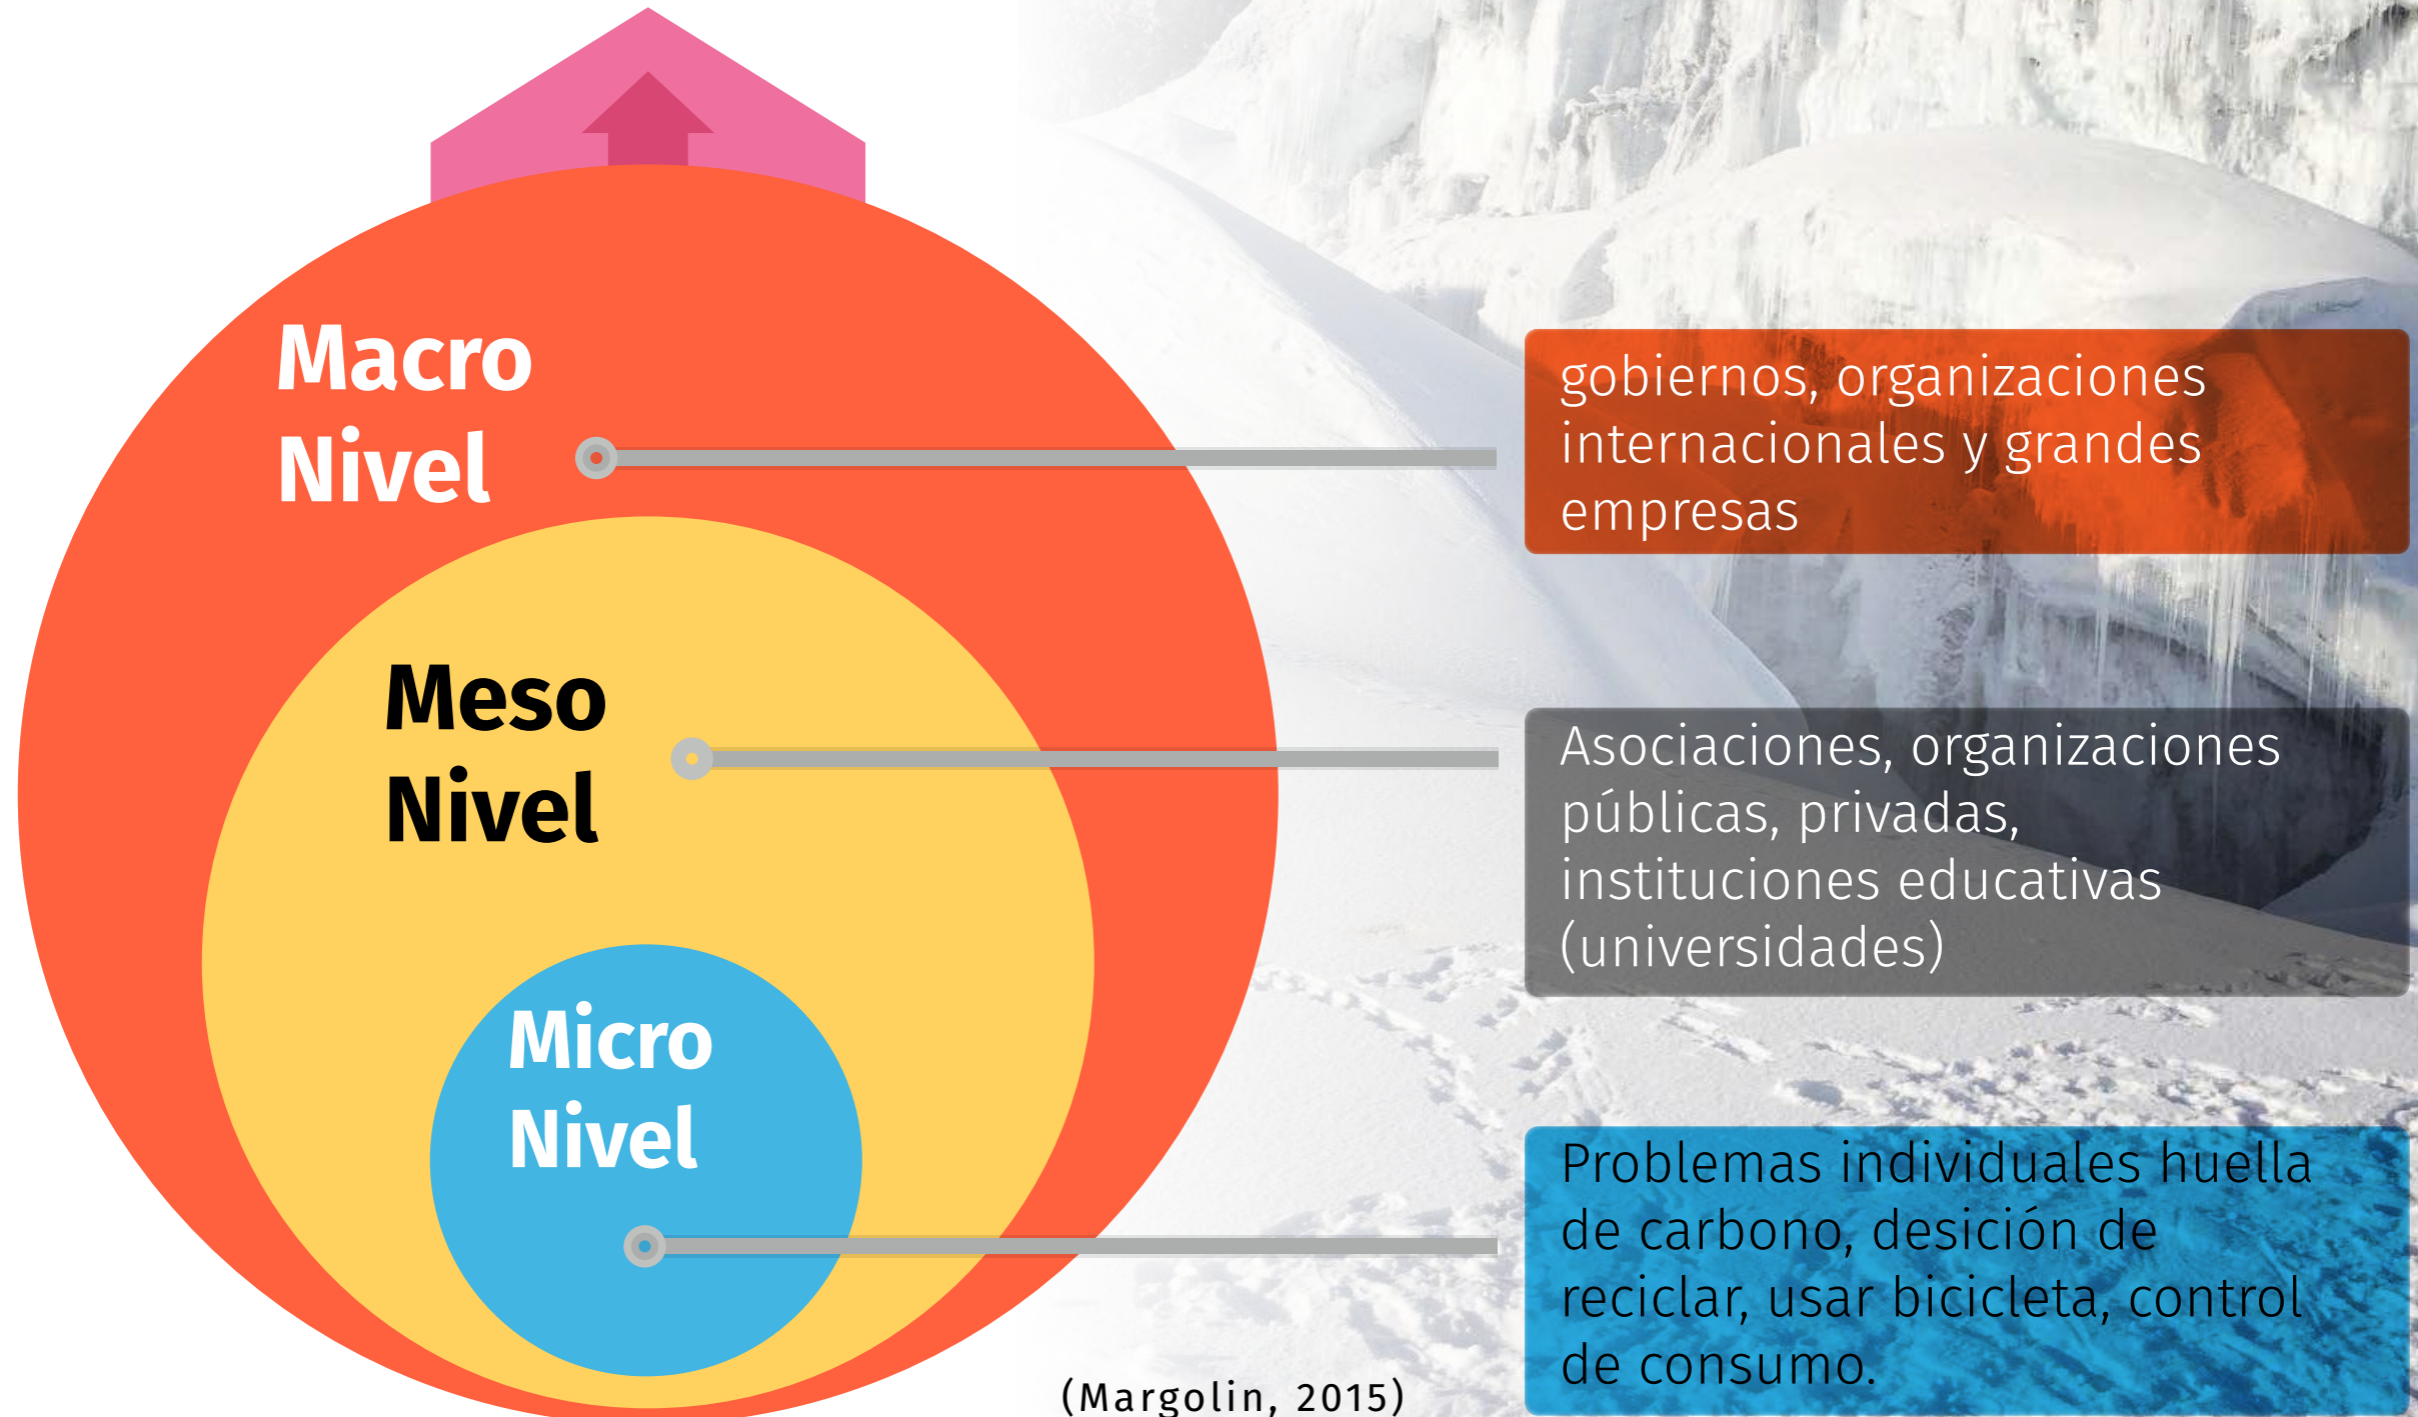 Macro
Nivel
gobiernos, organizaciones
internacionales y grandes
empresas
Meso
Nivel
Asociaciones, organizaciones
públicas, privadas,
instituciones educativas
(universidades)
Micro
Nivel
Problemas individuales huella
de carbono, desición de
reciclar, usar bicicleta, control
de consumo.
(Margolin, 2015)